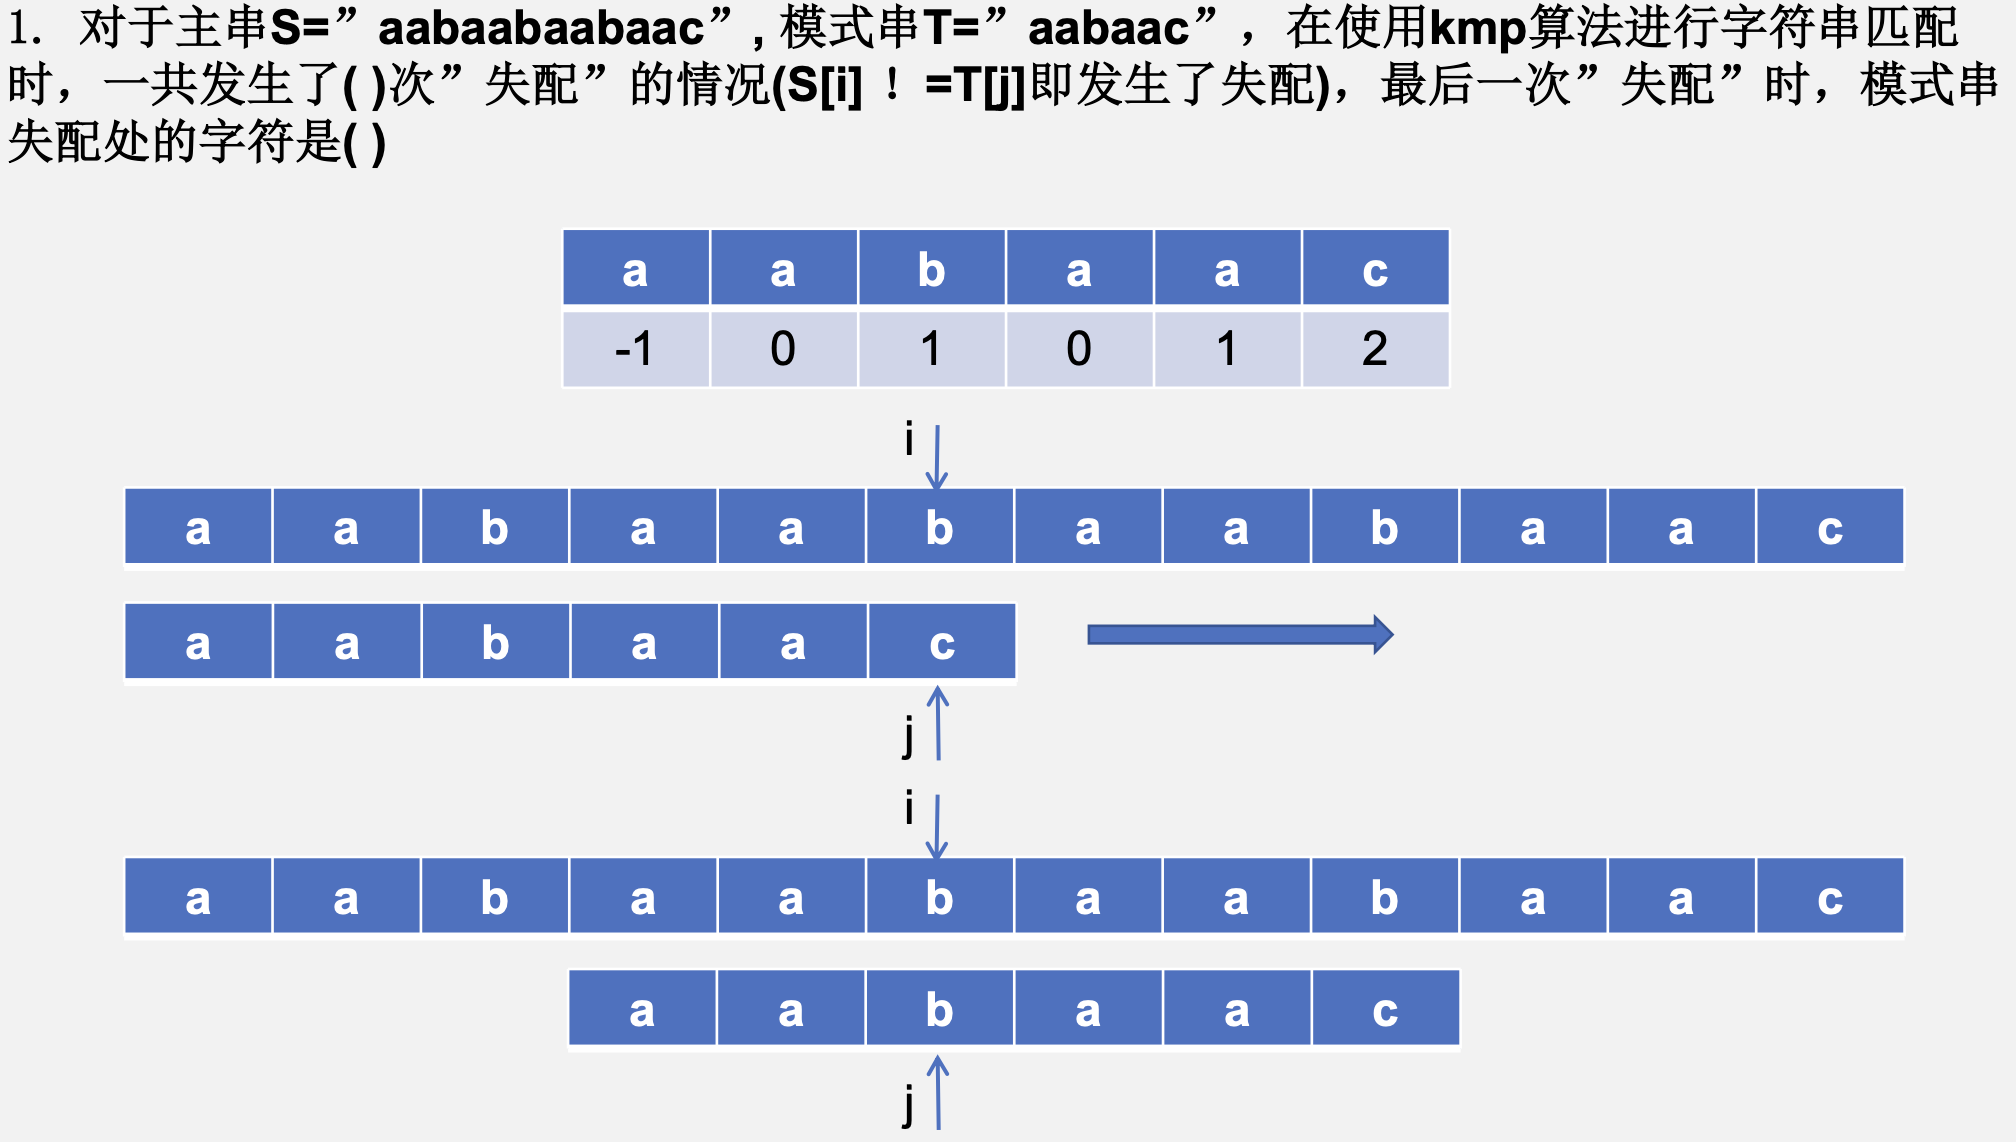 1. 对于主串S=”aabaabaabaac”, 模式串T=”aabaac”，在使用kmp算法进行字符串匹配
时，一共发生了( )次”失配”的情况(S[i]！=T[j]即发生了失配)，最后一次”失配”时，模式串
失配处的字符是( )
a a b a a c
-1 0 1 0 1 2
i
a a b a a b a a b a a c
a a b a a c
j
i
a a b a a b a a b a a c
a a b a a c
j